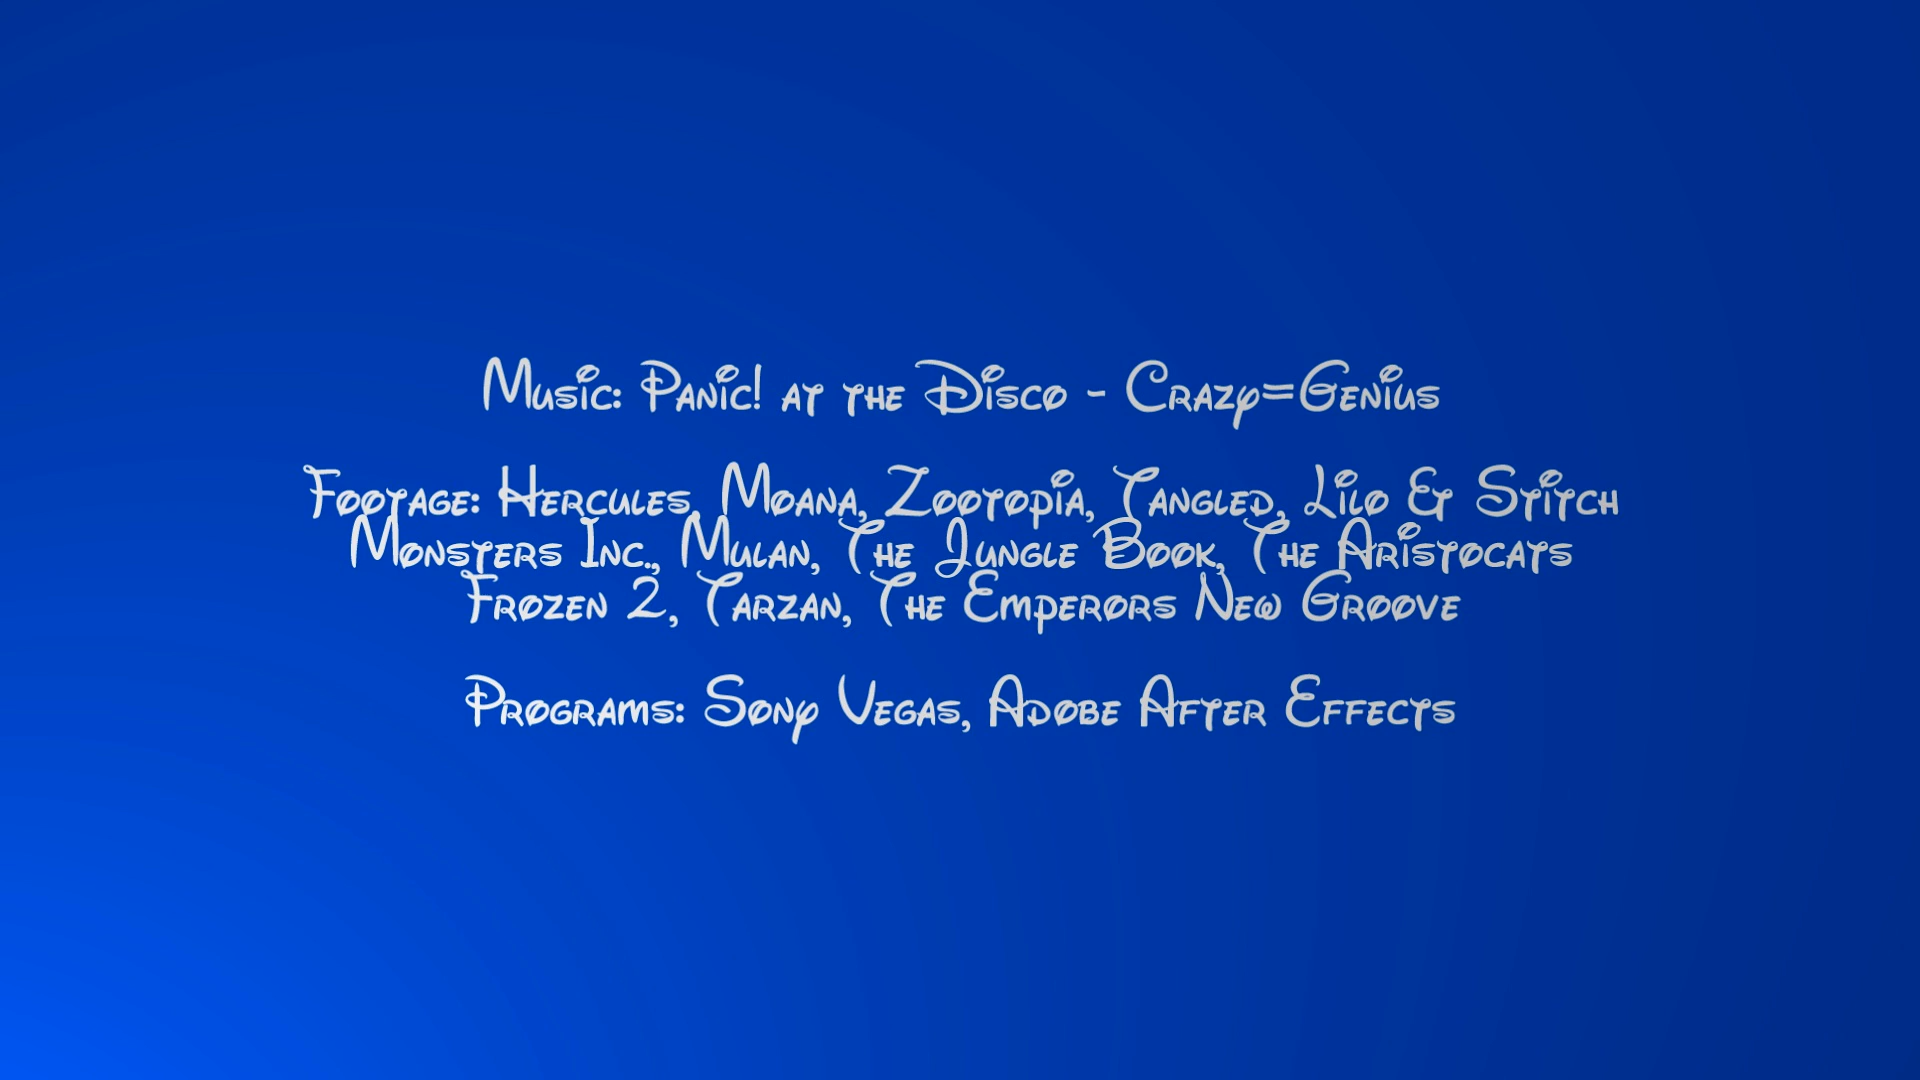 Music: Panic! at the Disco - Crazy=Genius
Footage: Hercules, Moana, Zootopia, Tangled, Lilo & Stitch
Monsters Inc., Mulan, The Jungle Book, The Aristocats
Frozen 2, Tarzan, The Emperors New Groove
Programs: Sony Vegas, Adobe After Effects